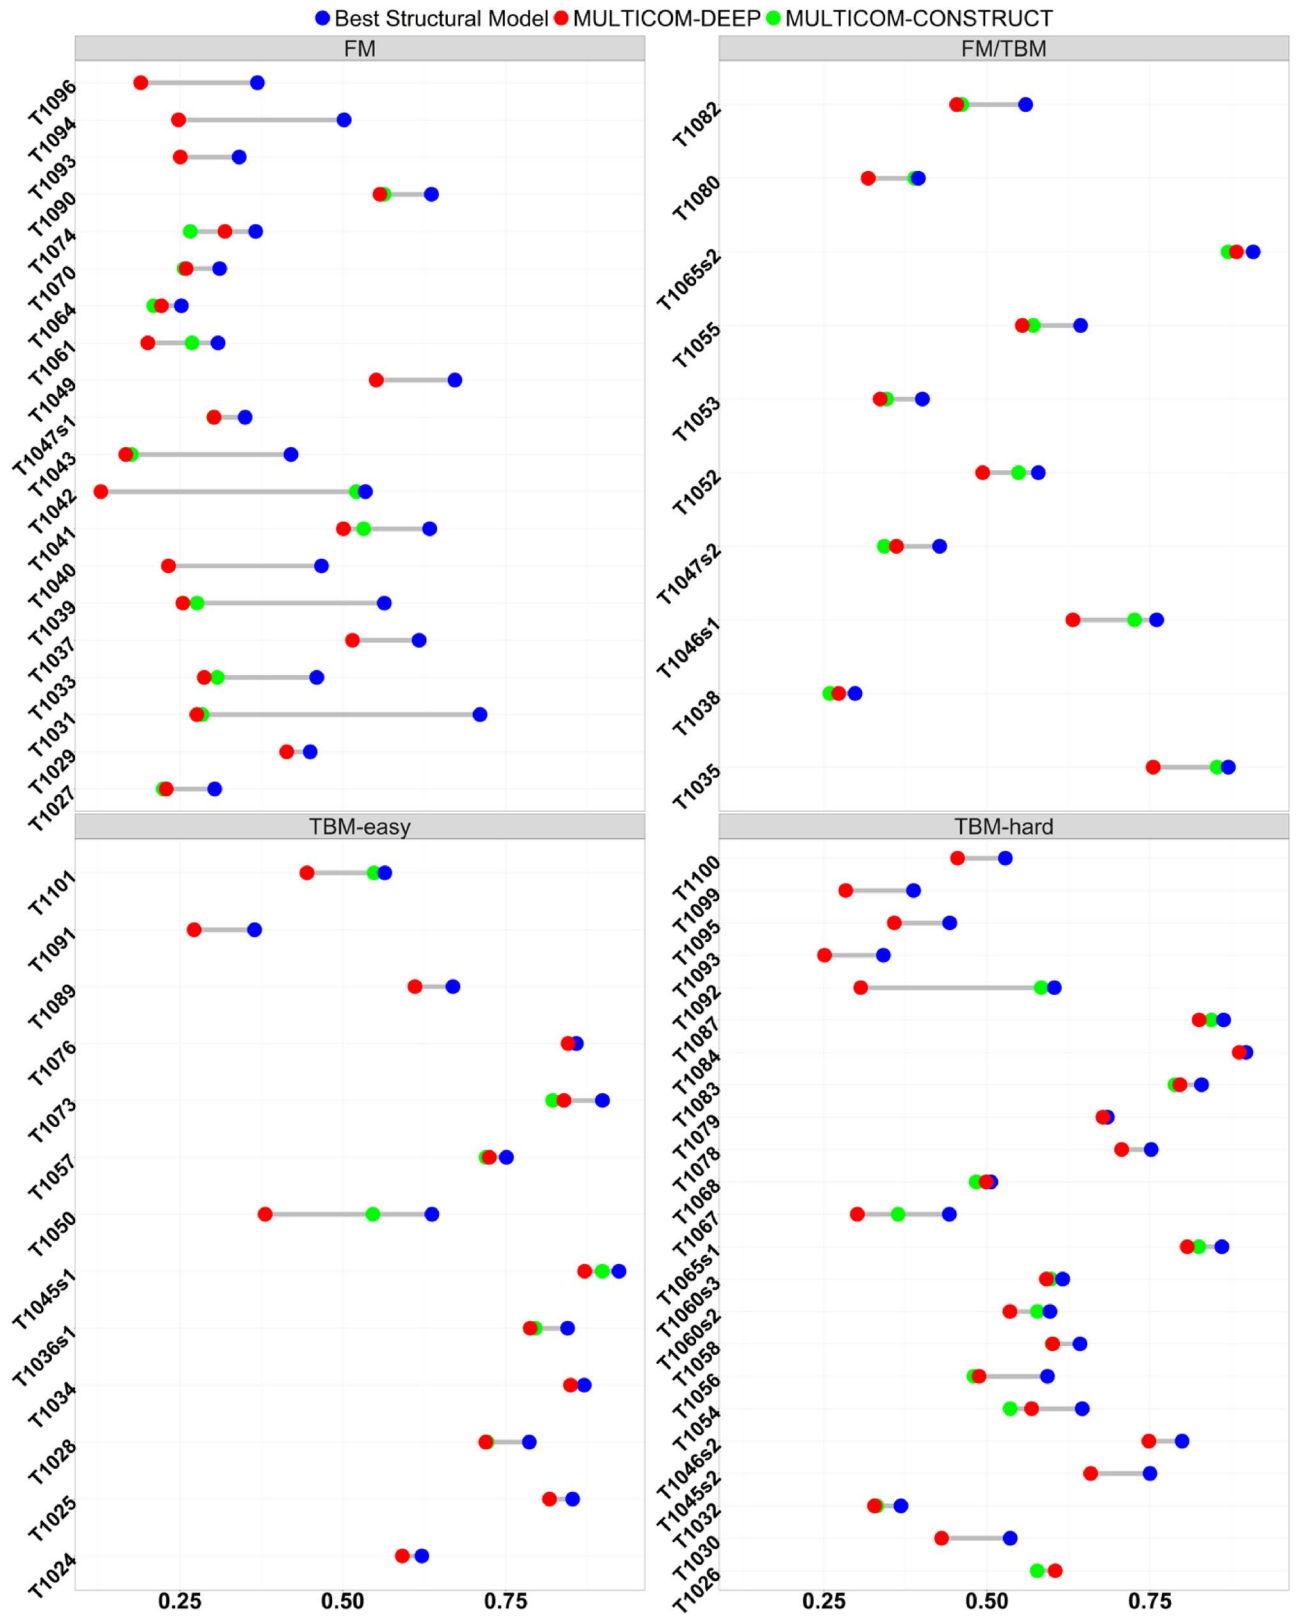 Best Structural Model MULTICOM-DEEP MULTICOM-CONSTRUCT
FM
T1096
T1094
T1093
T1090
T1074
T1070
T1064
T1061
T1049
T1047s1
T1043
T1042
T1041
T1040
T1039
T1037
T1033
T1031
T1029
T1027
FM/TBM
T1082
T1080
T1065s2
T1055
T1053
T1052
T1047s2
T1046s1
T1038
T1035
TBM-easy
T1101
T1091
T1089
T1076
T1073
T1057
T1050
T1045s1
T1036s1
T1034
T1028
T1025
T1024
0.25 0.50 0.75
TBM-hard
T1100
T1099
T1095
T1093
T1092
T1087
T1084
T1083
T1079
T1078
T1068
T1067
T1065s1
T1060s3
T1060s2
T1058
T1056
T1054
T1046s2
T1045s2
T1032
T1030
T1026
0.25 0.50 0.75